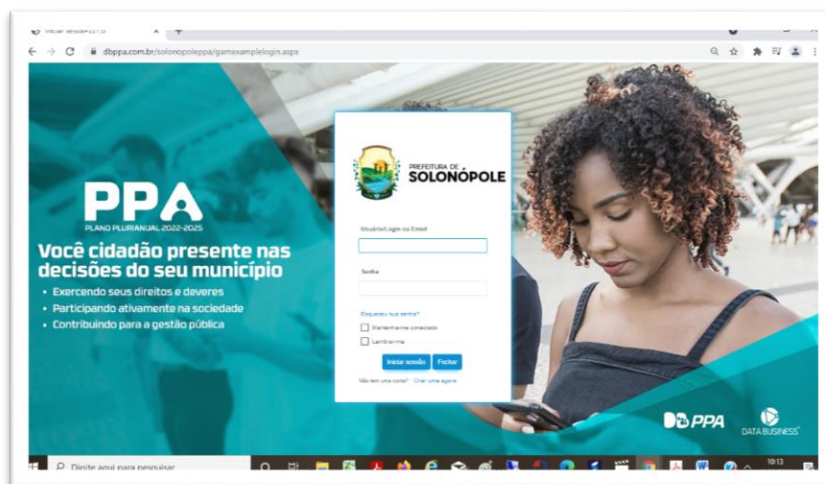 dbppa.com.br/solonopoleppa/gamexamplelogin.aspx
PPA
PLANO PLURIANUAL 2022-2025
Você cidadão presente nas
decisões do seu município
• Exercendo seus direitos e deveres
• Participando ativamente na sociedade
• Contribuindo para a gestão pública
PREFEITURA DE
SOLONÓPOLE
Usuário/Login ou Email
Senha
Esqueceu sua senha?
Mantenha-me conectado
Lembrar-me
Iniciar sessão Fechar
Não tem uma conta? Criar uma agora
PPA
DATA BUSINESS
Digite aqui para pesquisar
10:13